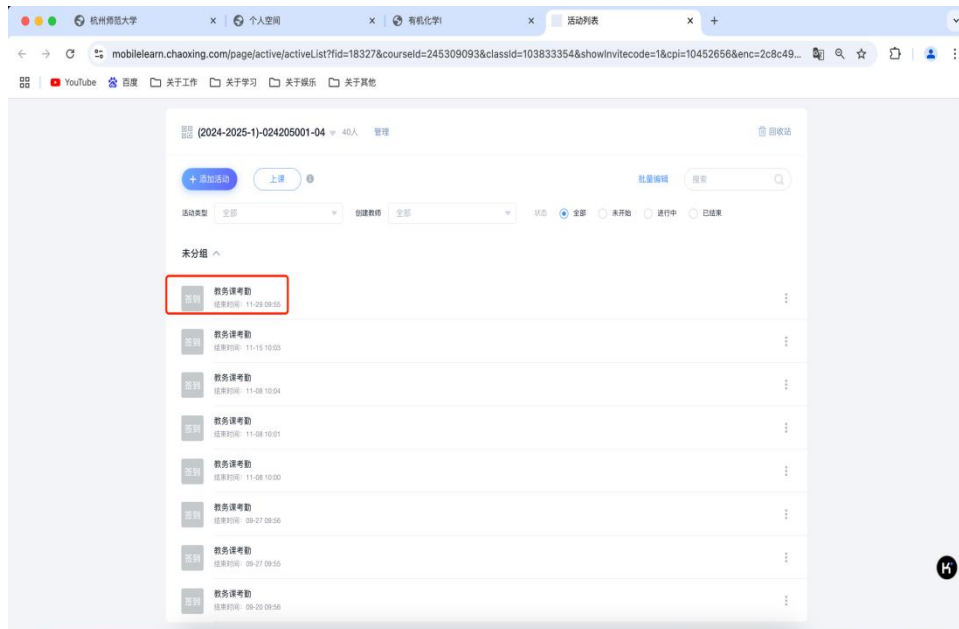 杭州师范大学
个人空间
有机化学I
活动列表
mobilelearn.chaoxing.com/page/active/activeList?fid=18327&courseId=245309093&classId=103833354&showInvitecode=1&cpi=10452656&enc=2c8c49...
YouTube 百度 关于工作 关于学习 关于娱乐 关于其他
(2024-2025-1)-024205001-04 40人 管理 回收站
+ 添加活动 上课 批量编辑 搜索
活动类型 全部 创建教师 全部 状态 全部 未开始 进行中 已结束
未分组
签到 教务课考勤
结束时间: 11-29 09:55
签到 教务课考勤
结束时间: 11-15 10:03
签到 教务课考勤
结束时间: 11-08 10:04
签到 教务课考勤
结束时间: 11-08 10:01
签到 教务课考勤
结束时间: 11-08 10:00
签到 教务课考勤
结束时间: 09-27 09:56
签到 教务课考勤
结束时间: 09-27 09:55
签到 教务课考勤
结束时间: 09-20 09:56